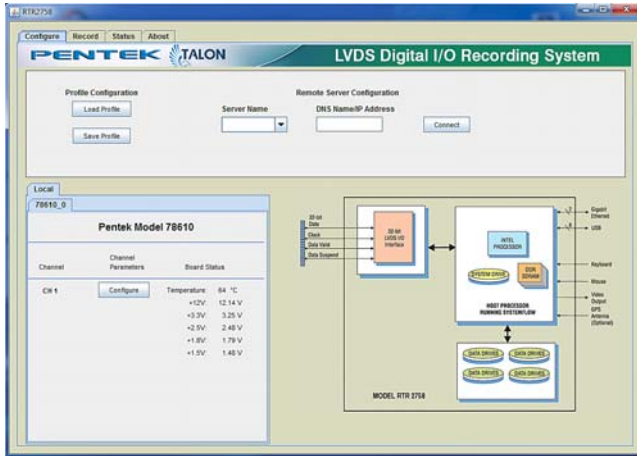 RTR2758
Configure Record Status About
PENTEK TALON LVDS Digital I/O Recording System
Profile Configuration
Load Profile
Save Profile
Remote Server Configuration
Server Name DNS Name/IP Address
Connect
Local
78610_0
Pentek Model 78610
Channel Channel Parameters Board Status
CH 1 Configure Temperature: 64 °C
+12V: 12.14 V
+3.3V: 3.25 V
+2.5V: 2.48 V
+1.8V: 1.79 V
+1.5V: 1.48 V
32-bit
Data
Clock
Data Valid
Data Suspend
32-bit
LVDS I/O
Interface
INTEL
PROCESSOR
SYSTEM DRIVE
DDR
SDRAM
HOST PROCESSOR
RUNNING SYSTEMFLOW
Gigabit
Ethernet
USB
Keyboard
Mouse
Video
Output
GPS
Antenna
(Optional)
DATA DRIVES DATA DRIVES
DATA DRIVES DATA DRIVES
MODEL RTR 2758